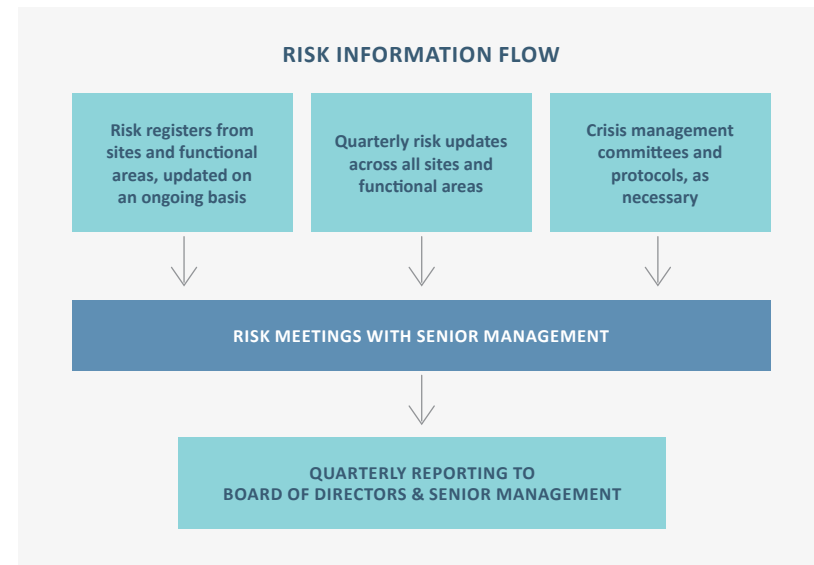 RISK INFORMATION FLOW
Risk registers from
sites and functional
areas, updated on
an ongoing basis
Quarterly risk updates
across all sites and
functional areas
Crisis management
committees and
protocols, as
necessary
RISK MEETINGS WITH SENIOR MANAGEMENT
QUARTERLY REPORTING TO
BOARD OF DIRECTORS & SENIOR MANAGEMENT